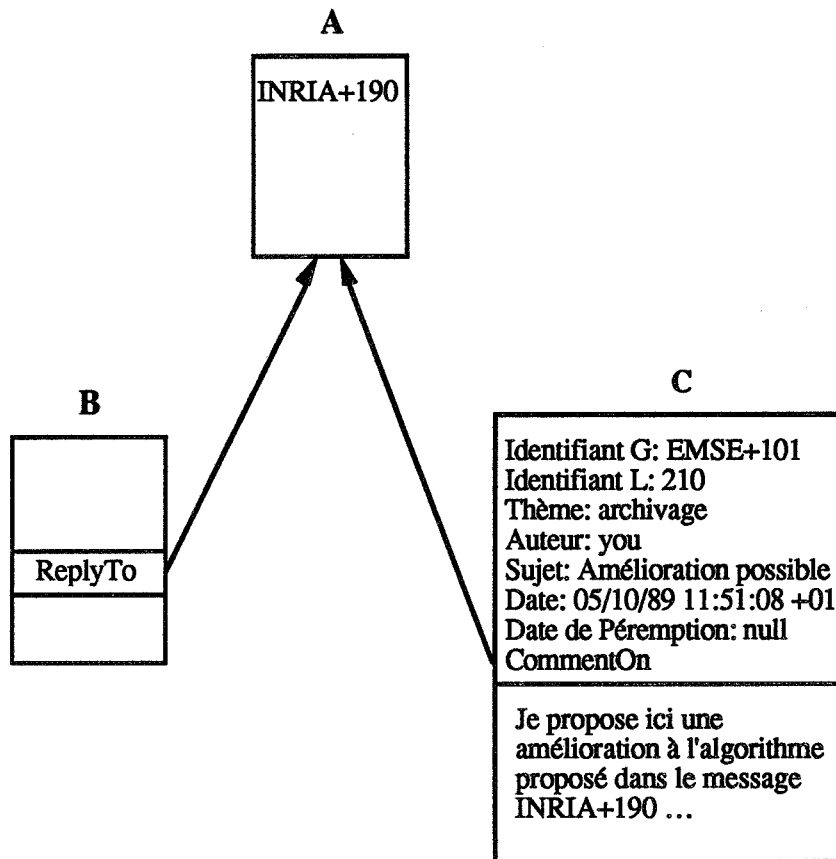 A
INRIA+190
B
ReplyTo
C
Identifiant G: EMSE+101
Identifiant L: 210
Thème: archivage
Auteur: you
Sujet: Amélioration possible
Date: 05/10/89 11:51:08 +01
Date de Péremption: null
CommentOn
Je propose ici une
amélioration à l'algorithme
proposé dans le message
INRIA+190 ...